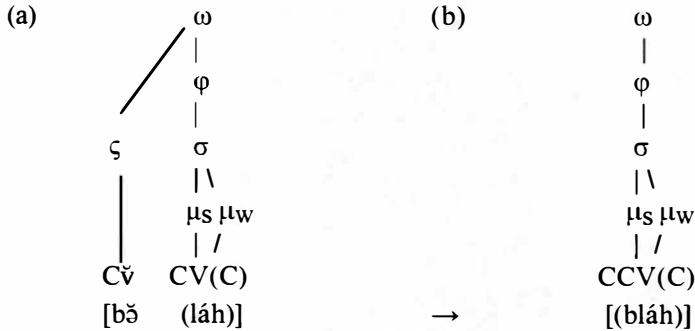 (a) ω (b) ω
φ φ
ς σ σ
μs μw μs μw
Cv̆ CV(C) CCV(C)
[bə̆ (láh)] → [(bláh)]